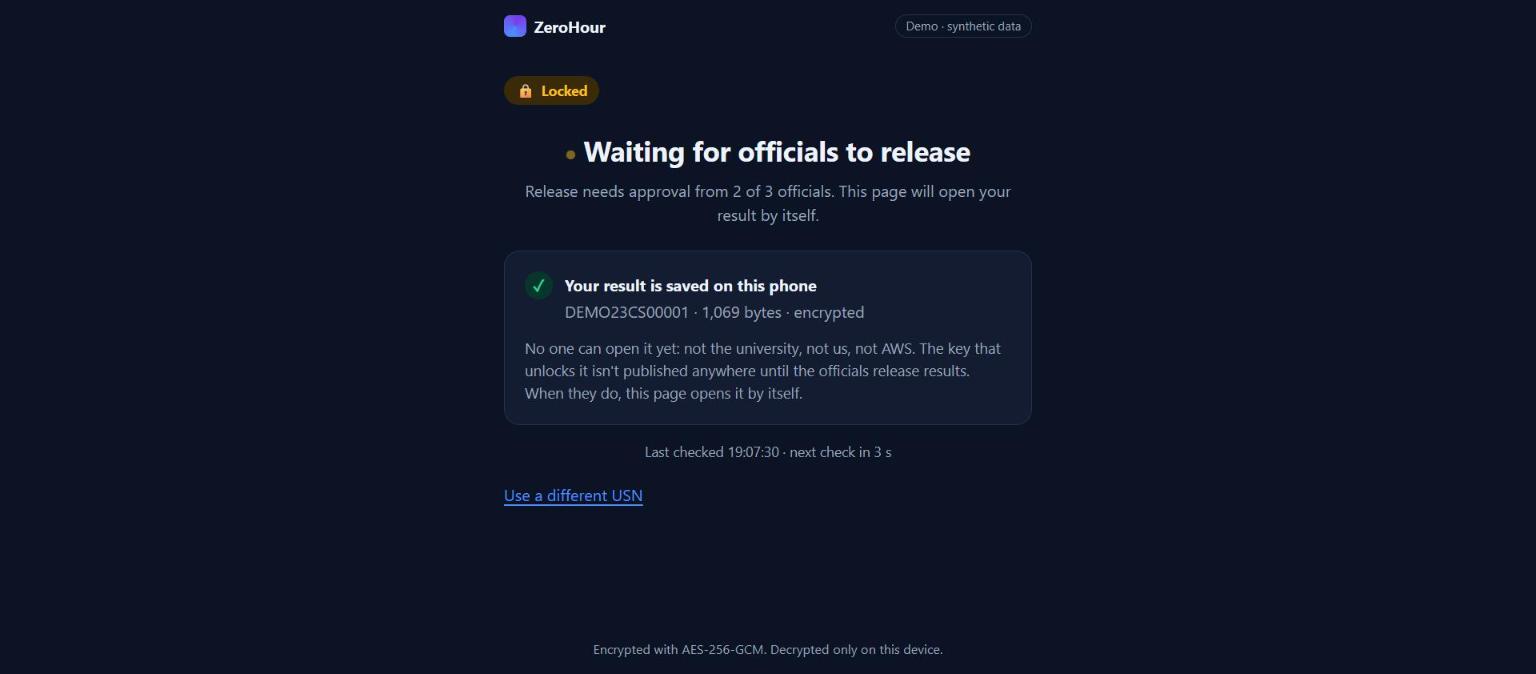 ZeroHour
Demo · synthetic data
Locked
Waiting for officials to release
Release needs approval from 2 of 3 officials. This page will open your
result by itself.
Your result is saved on this phone
DEMO23CS00001 · 1,069 bytes · encrypted
No one can open it yet: not the university, not us, not AWS. The key that
unlocks it isn't published anywhere until the officials release results.
When they do, this page opens it by itself.
Last checked 19:07:30 · next check in 3 s
Use a different USN
Encrypted with AES-256-GCM. Decrypted only on this device.